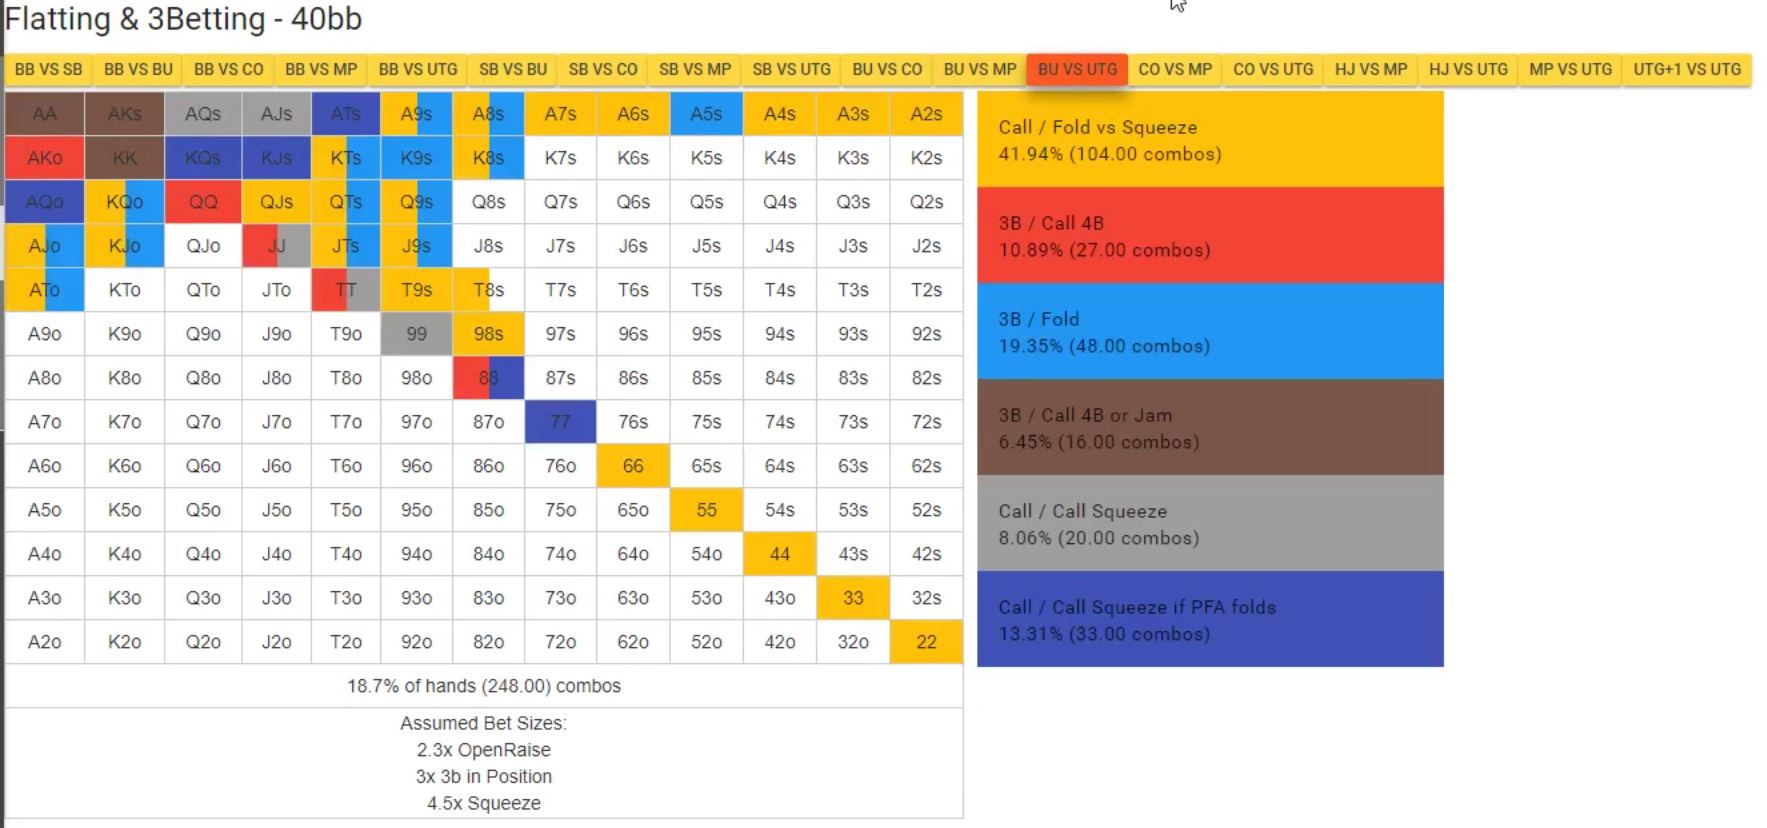 Flatting & 3Betting - 40bb
BB VS SB BB VS BU BB VS CO BB VS MP BB VS UTG SB VS BU SB VS CO SB VS MP SB VS UTG BU VS CO BU VS MP BU VS UTG CO VS MP CO VS UTG HJ VS MP HJ VS UTG MP VS UTG UTG+1 VS UTG
AA AKs AQs AJs ATs A9s A8s A7s A6s A5s A4s A3s A2s
AKo KK KQs KJs KTs K9s K8s K7s K6s K5s K4s K3s K2s
AQo KQo QQ QJs QTs Q9s Q8s Q7s Q6s Q5s Q4s Q3s Q2s
AJo KJo QJo JJ JTs J9s J8s J7s J6s J5s J4s J3s J2s
ATo KTo QTo JTo TT T9s T8s T7s T6s T5s T4s T3s T2s
A9o K9o Q9o J9o T9o 99 98s 97s 96s 95s 94s 93s 92s
A8o K8o Q8o J8o T8o 98o 88 87s 86s 85s 84s 83s 82s
A7o K7o Q7o J7o T7o 97o 87o 77 76s 75s 74s 73s 72s
A6o K6o Q6o J6o T6o 96o 86o 76o 66 65s 64s 63s 62s
A5o K5o Q5o J5o T5o 95o 85o 75o 65o 55 54s 53s 52s
A4o K4o Q4o J4o T4o 94o 84o 74o 64o 54o 44 43s 42s
A3o K3o Q3o J3o T3o 93o 83o 73o 63o 53o 43o 33 32s
A2o K2o Q2o J2o T2o 92o 82o 72o 62o 52o 42o 32o 22
18.7% of hands (248.00) combos
Assumed Bet Sizes:
2.3x OpenRaise
3x 3b in Position
4.5x Squeeze
Call / Fold vs Squeeze
41.94% (104.00 combos)
3B / Call 4B
10.89% (27.00 combos)
3B / Fold
19.35% (48.00 combos)
3B / Call 4B or Jam
6.45% (16.00 combos)
Call / Call Squeeze
8.06% (20.00 combos)
Call / Call Squeeze if PFA folds
13.31% (33.00 combos)